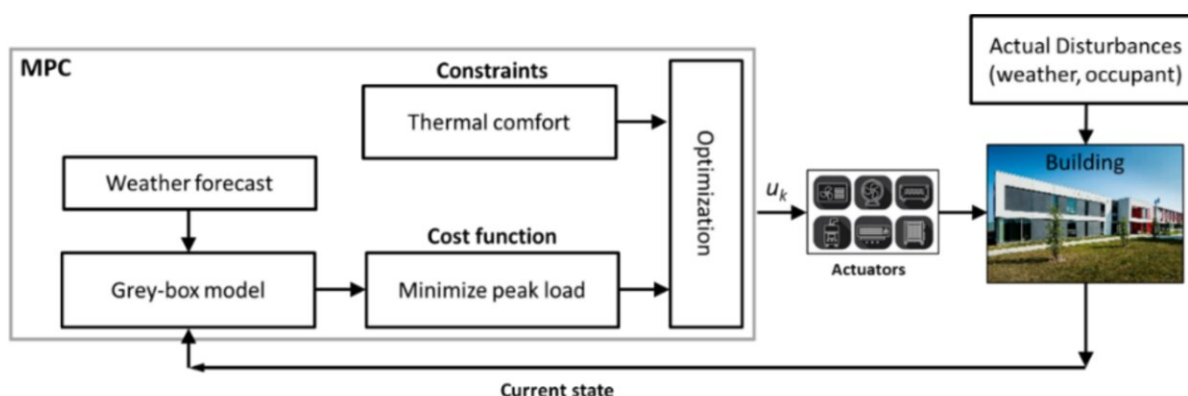 MPC
Constraints
Thermal comfort
Weather forecast
Grey-box model
Cost function
Minimize peak load
Optimization
u_k
Actuators
Actual Disturbances
(weather, occupant)
Building
Current state